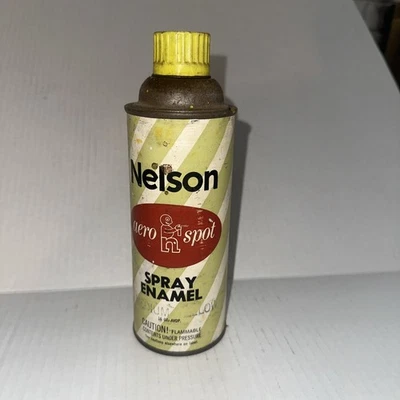 Nelson
aero n spot
SPRAY
ENAMEL
CAUTION! FLAMMABLE
CONTENTS UNDER PRESSURE